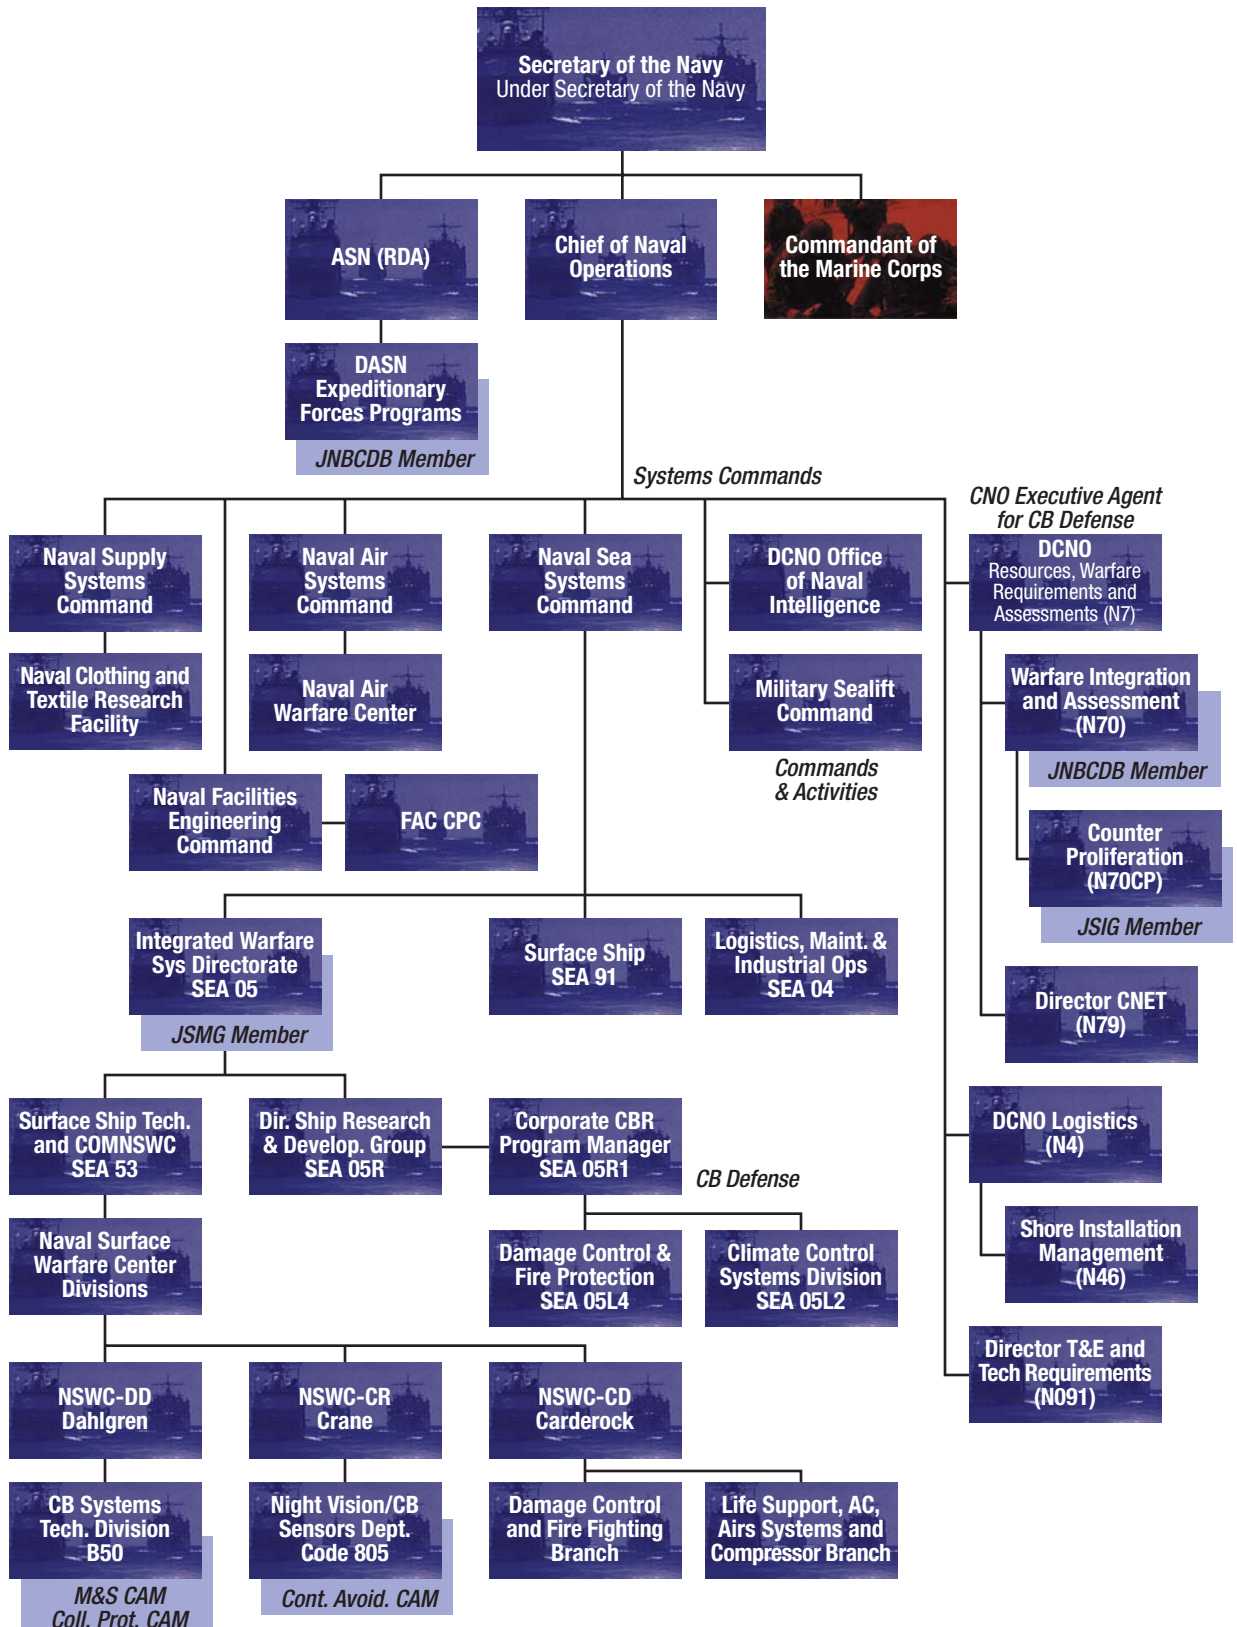 Secretary of the Navy
Under Secretary of the Navy
ASN (RDA)
Chief of Naval
Operations
Commandant of
the Marine Corps
DASN
Expeditionary
Forces Programs
JNBCDB Member
Systems Commands
CNO Executive Agent
for CB Defense
Naval Supply
Systems
Command
Naval Air
Systems
Command
Naval Sea
Systems
Command
DCNO Office
of Naval
Intelligence
DCNO
Resources, Warfare
Requirements and
Assessments (N7)
Naval Clothing and
Textile Research
Facility
Naval Air
Warfare Center
Military Sealift
Command
Commands
& Activities
Warfare Integration
and Assessment
(N70)
JNBCDB Member
Naval Facilities
Engineering
Command
FAC CPC
Counter
Proliferation
(N70CP)
JSIG Member
Integrated Warfare
Sys Directorate
SEA 05
JSMG Member
Surface Ship
SEA 91
Logistics, Maint. &
Industrial Ops
SEA 04
Director CNET
(N79)
Surface Ship Tech.
and COMNSWC
SEA 53
Dir. Ship Research
& Develop. Group
SEA 05R
Corporate CBR
Program Manager
SEA 05R1
CB Defense
DCNO Logistics
(N4)
Naval Surface
Warfare Center
Divisions
Damage Control &
Fire Protection
SEA 05L4
Climate Control
Systems Division
SEA 05L2
Shore Installation
Management
(N46)
Director T&E and
Tech Requirements
(N091)
NSWC-DD
Dahlgren
NSWC-CR
Crane
NSWC-CD
Carderock
CB Systems
Tech. Division
B50
M&S CAM
Coll. Prot. CAM
Night Vision/CB
Sensors Dept.
Code 805
Cont. Avoid. CAM
Damage Control
and Fire Fighting
Branch
Life Support, AC,
Airs Systems and
Compressor Branch